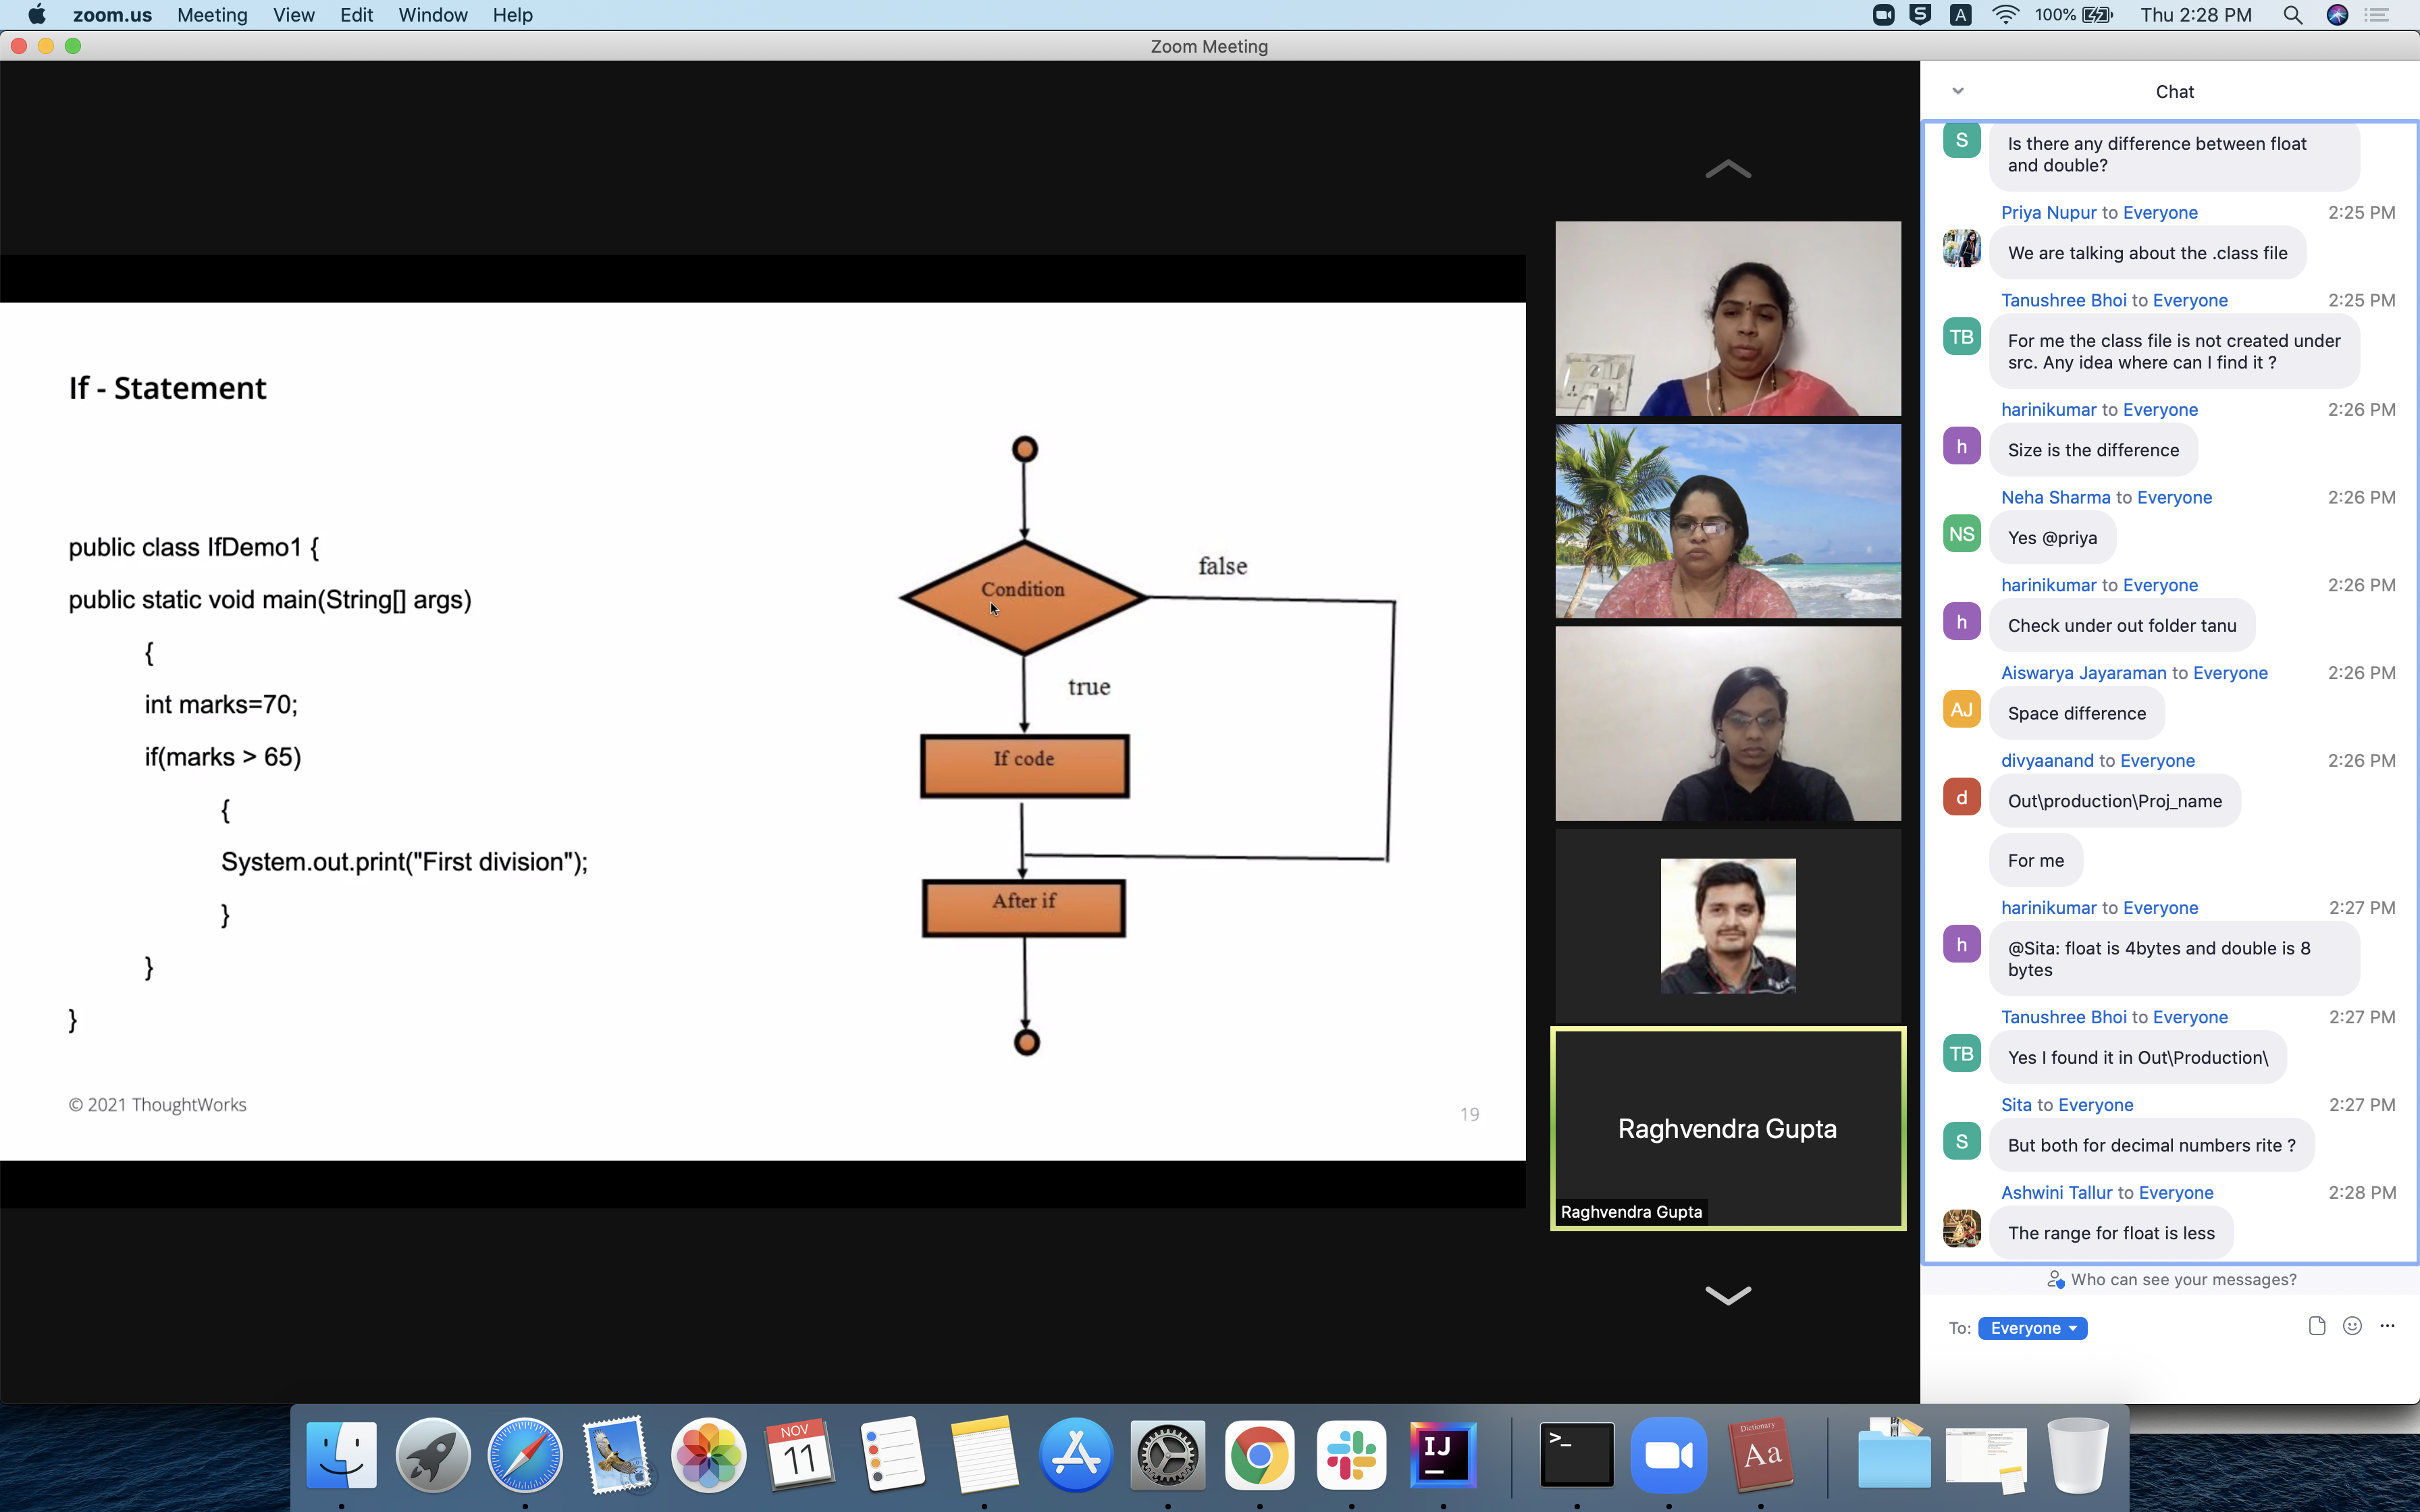 zoom.us Meeting View Edit Window Help
S A 100% Thu 2:28 PM
Zoom Meeting
If - Statement
public class IfDemo1 {
public static void main(String[] args)
{
int marks=70;
if(marks > 65)
{
System.out.print("First division");
}
}
}
Condition
false
true
If code
After if
© 2021 ThoughtWorks
19
Raghvendra Gupta
Raghvendra Gupta
Chat
S
Is there any difference between float
and double?
Priya Nupur to Everyone 2:25 PM
We are talking about the .class file
Tanushree Bhoi to Everyone 2:25 PM
TB
For me the class file is not created under
src. Any idea where can I find it ?
harinikumar to Everyone 2:26 PM
h
Size is the difference
Neha Sharma to Everyone 2:26 PM
NS
Yes @priya
harinikumar to Everyone 2:26 PM
h
Check under out folder tanu
Aiswarya Jayaraman to Everyone 2:26 PM
AJ
Space difference
divyaanand to Everyone 2:26 PM
d
Out\production\Proj_name
For me
harinikumar to Everyone 2:27 PM
h
@Sita: float is 4bytes and double is 8
bytes
Tanushree Bhoi to Everyone 2:27 PM
TB
Yes I found it in Out\Production\
Sita to Everyone 2:27 PM
S
But both for decimal numbers rite ?
Ashwini Tallur to Everyone 2:28 PM
The range for float is less
Who can see your messages?
To: Everyone
NOV
11
IJ
>_
Dictionary
Aa